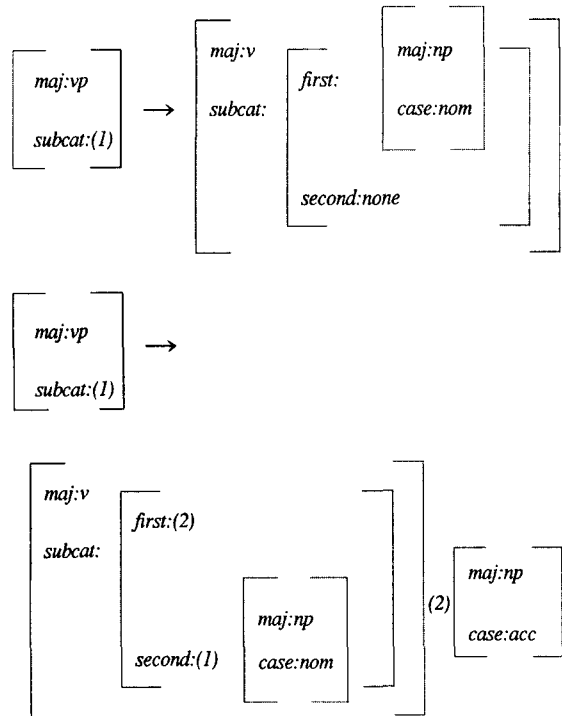 maj:v
maj:vp → first: maj:np
subcat:(1) subcat: case:nom
second:none
maj:vp →
subcat:(1)
maj:v
first:(2)
subcat: maj:np
(2)
maj:np case:acc
second:(1) case:nom